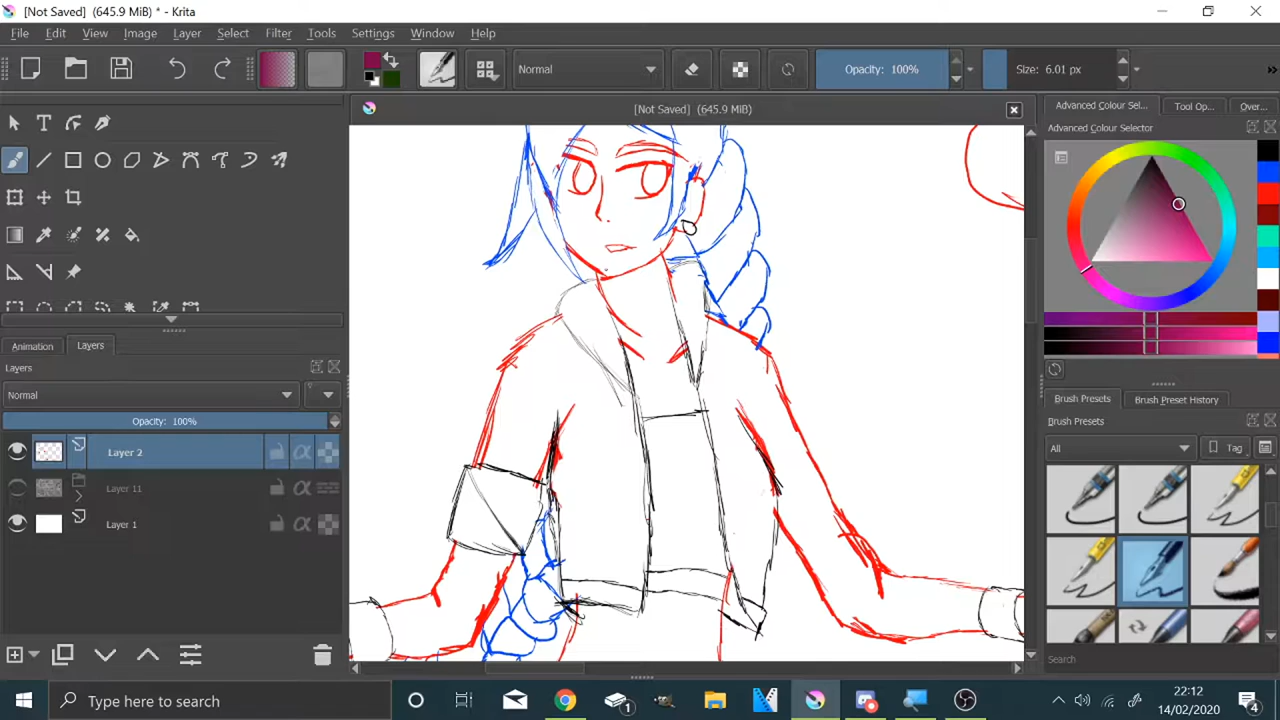 [Not Saved] (645.9 MiB) * - Krita
File Edit View Image Layer Select Filter Tools Settings Window Help
Normal
Opacity: 100%
Size: 6.01 px
»
[Not Saved] (645.9 MiB)
Advanced Colour Sel...
Tool Op...
Over...
Advanced Colour Selector
Animation
Layers
Layers
Normal
Opacity: 100%
Layer 2
Layer 11
Layer 1
Brush Presets
Brush Preset History
Brush Presets
All
Tag
Search
Type here to search
1
22:12
14/02/2020
4